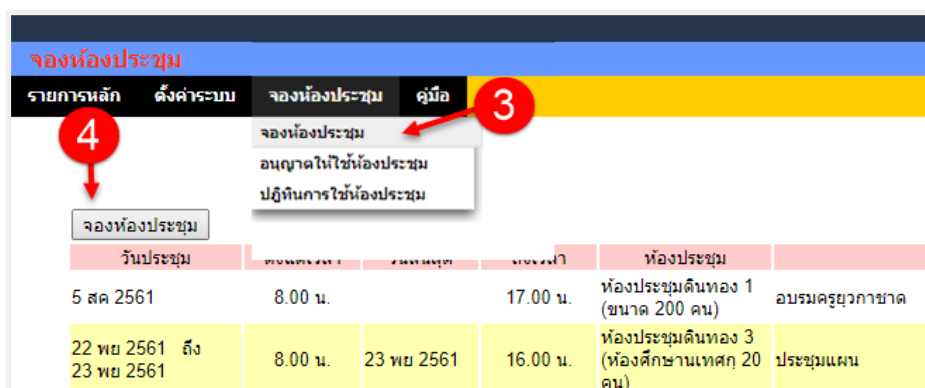 จองห้องประชุม
รายการหลัก ตั้งค่าระบบ จองห้องประชุม คู่มือ
3
4
จองห้องประชุม
อนุญาตให้ใช้ห้องประชุม
ปฏิทินการใช้ห้องประชุม
จองห้องประชุม
วันประชุม ห้องประชุม
5 สค 2561 8.00 น. 17.00 น. ห้องประชุมดินทอง 1
(ขนาด 200 คน) อบรมครูยุวกาชาด
22 พย 2561 ถึง
23 พย 2561 8.00 น. 23 พย 2561 16.00 น. ห้องประชุมดินทอง 3
(ห้องศึกษานเทศกฺ 20
คน) ประชุมแผน